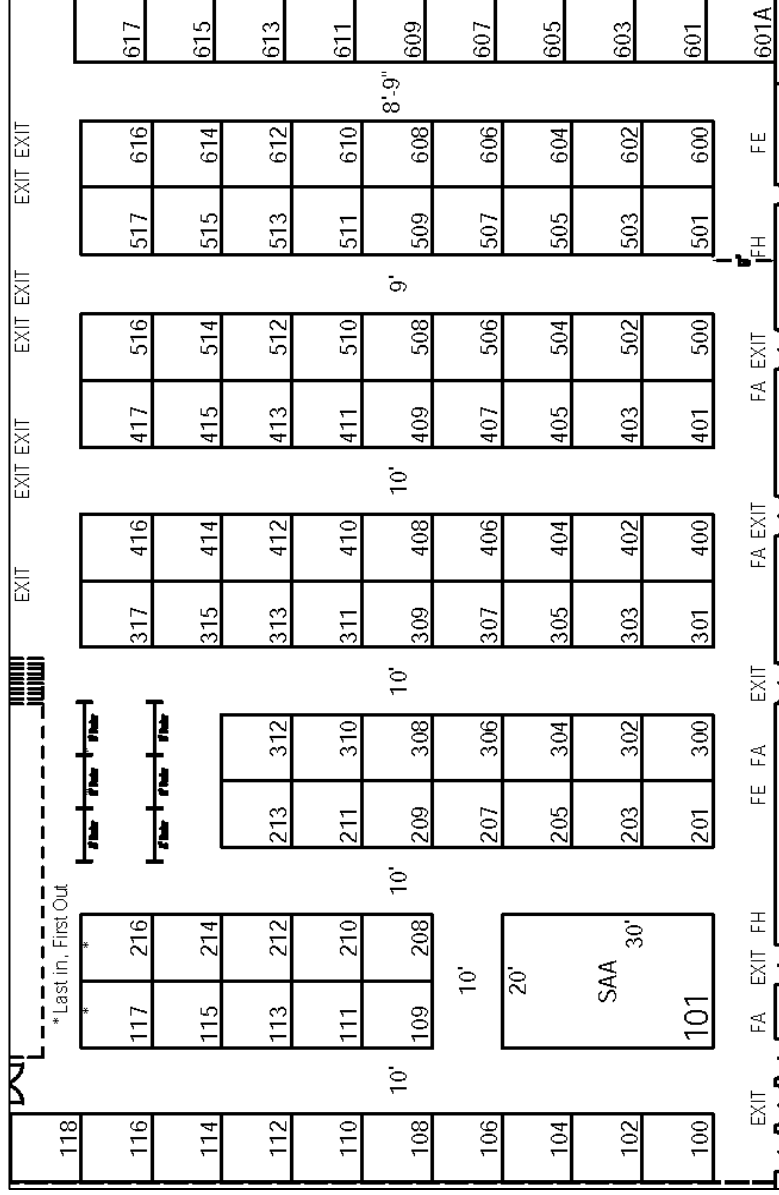 EXIT EXIT EXIT EXIT EXIT EXIT EXIT
* Last in, First Out
118
* *
116 117 216 317 416 417 516 517 616 617
114 115 214 315 414 415 514 515 614 615
112 113 212 213 312 313 412 413 512 513 612 613
110 111 210 211 310 311 410 411 510 511 610 611
10' 10' 10' 10' 9' 8'-9"
108 109 208 209 308 309 408 409 508 509 608 609
10'
106 207 306 307 406 407 506 507 606 607
20'
104 205 304 305 404 405 504 505 604 605
SAA
30'
102 203 302 303 402 403 502 503 602 603
100 101 201 300 301 400 401 500 501 600 601
EXIT FA EXIT FH FE FA EXIT FA EXIT FA EXIT FH FE 601A